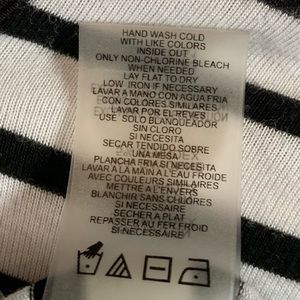 HAND WASH COLD
WITH LIKE COLORS
INSIDE OUT
ONLY NON-CHLORINE BLEACH
WHEN NEEDED
LAY FLAT TO DRY
LOW IRON IF NECESSARY
LAVAR A MANO CON AGUA FRIA
CON COLORES SIMILARES
LAVAR POR EL REVES
USE SOLO BLANQUEADOR
SIN CLORO
SI NECESITA
SECAR TENDIDO SOBRE
UNA MESA
PLANCHA FRIA SI NECESITA
LAVAR A LA MAIN A L'EAU FROIDE
AVEC COULEURS SIMILAIRES
METTRE A L'ENVERS
BLANCHIR SANS CHLORES
SI NECESSAIRE
SECHER A PLAT
REPASSER AU FER FROID
SI NECESSAIRE